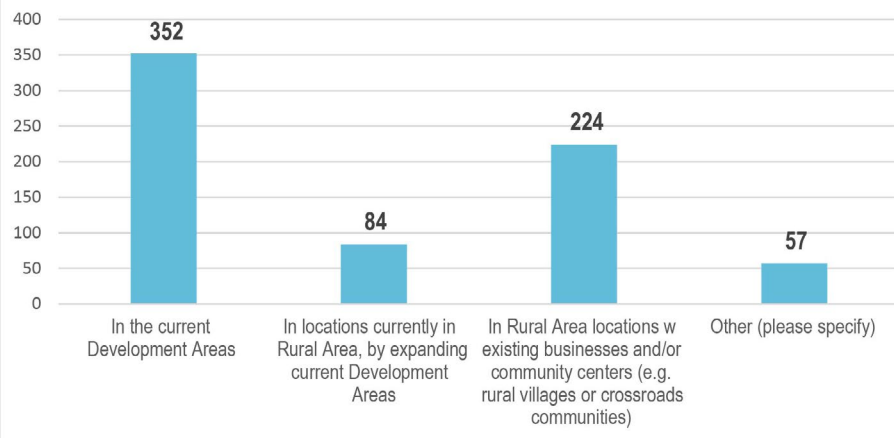 400
350
300
250
200
150
100
50
0
352
84
224
57
In the current
Development Areas
In locations currently in
Rural Area, by expanding
current Development
Areas
In Rural Area locations w
existing businesses and/or
community centers (e.g.
rural villages or crossroads
communities)
Other (please specify)